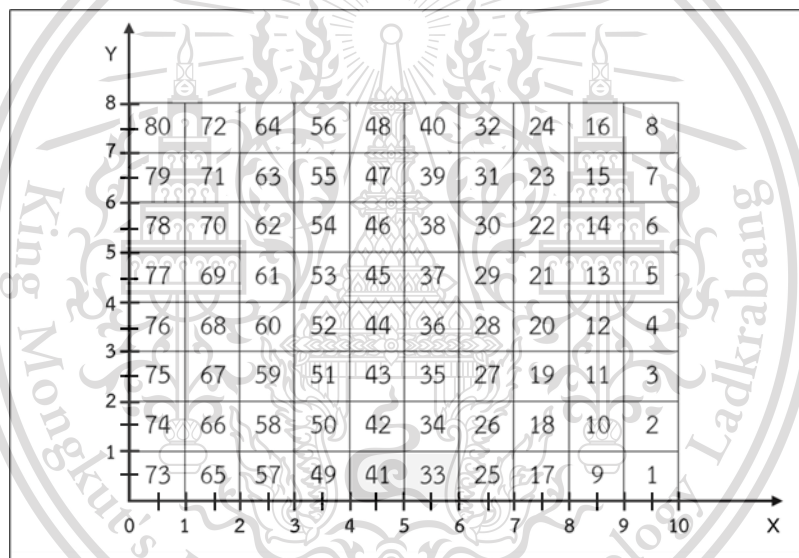 Y
8
80 72 64 56 48 40 32 24 16 8
7
79 71 63 55 47 39 31 23 15 7
6
78 70 62 54 46 38 30 22 14 6
5
77 69 61 53 45 37 29 21 13 5
4
76 68 60 52 44 36 28 20 12 4
3
75 67 59 51 43 35 27 19 11 3
2
74 66 58 50 42 34 26 18 10 2
1
73 65 57 49 41 33 25 17 9 1
0 1 2 3 4 5 6 7 8 9 10 X
King Mongkut's Ladkrabang